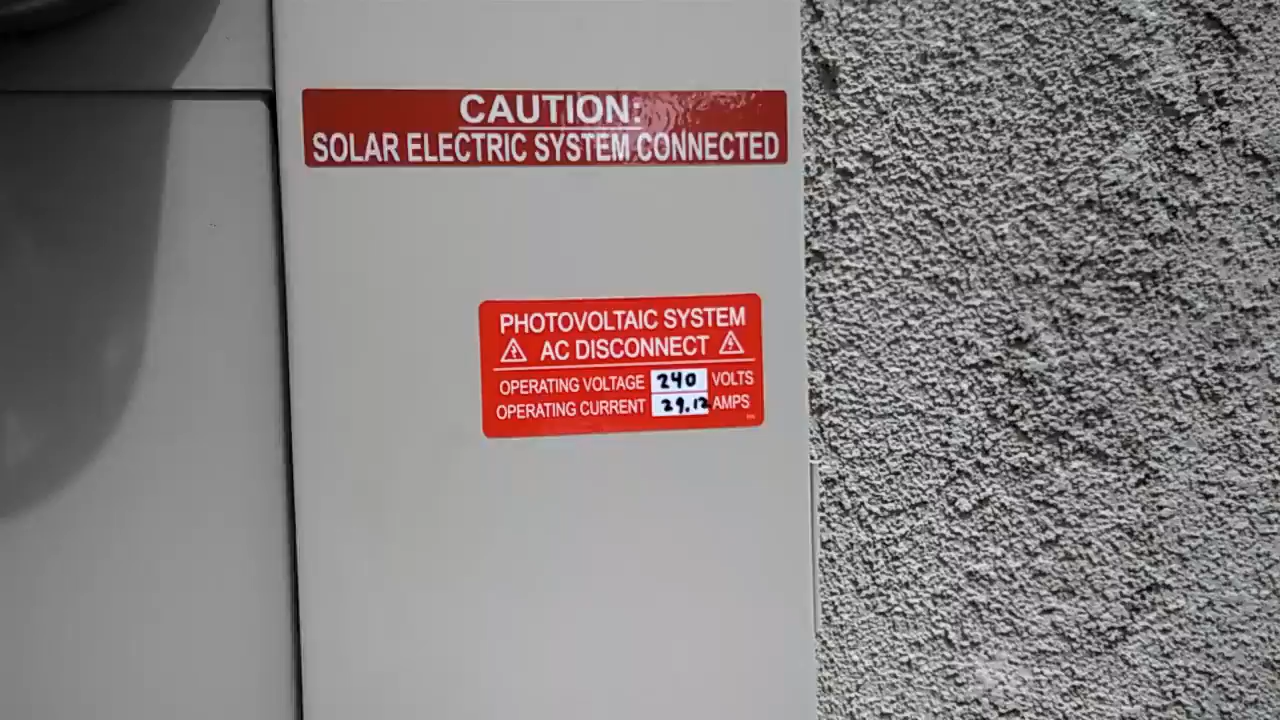 CAUTION:
SOLAR ELECTRIC SYSTEM CONNECTED
PHOTOVOLTAIC SYSTEM
AC DISCONNECT
OPERATING VOLTAGE 240 VOLTS
OPERATING CURRENT 29.12 AMPS